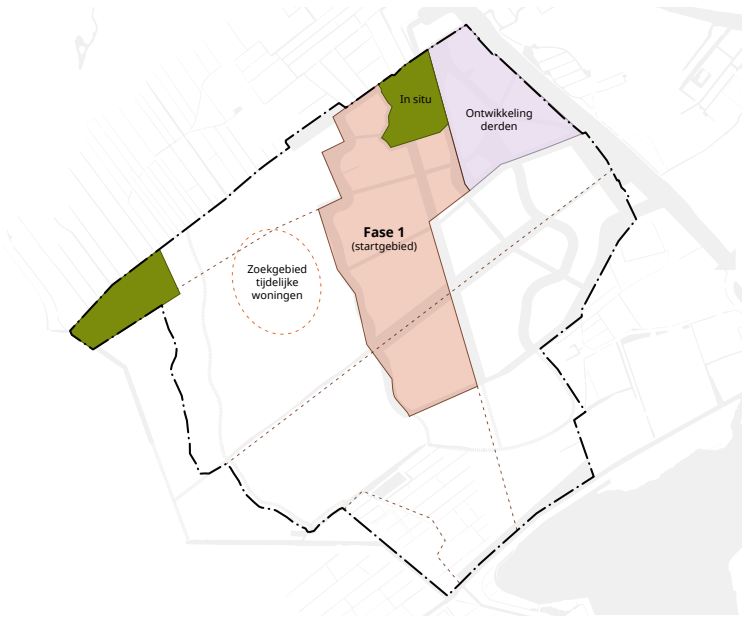 In situ
Ontwikkeling
derden
Fase 1
(startgebied)
Zoekgebied
tijdelijke
woningen